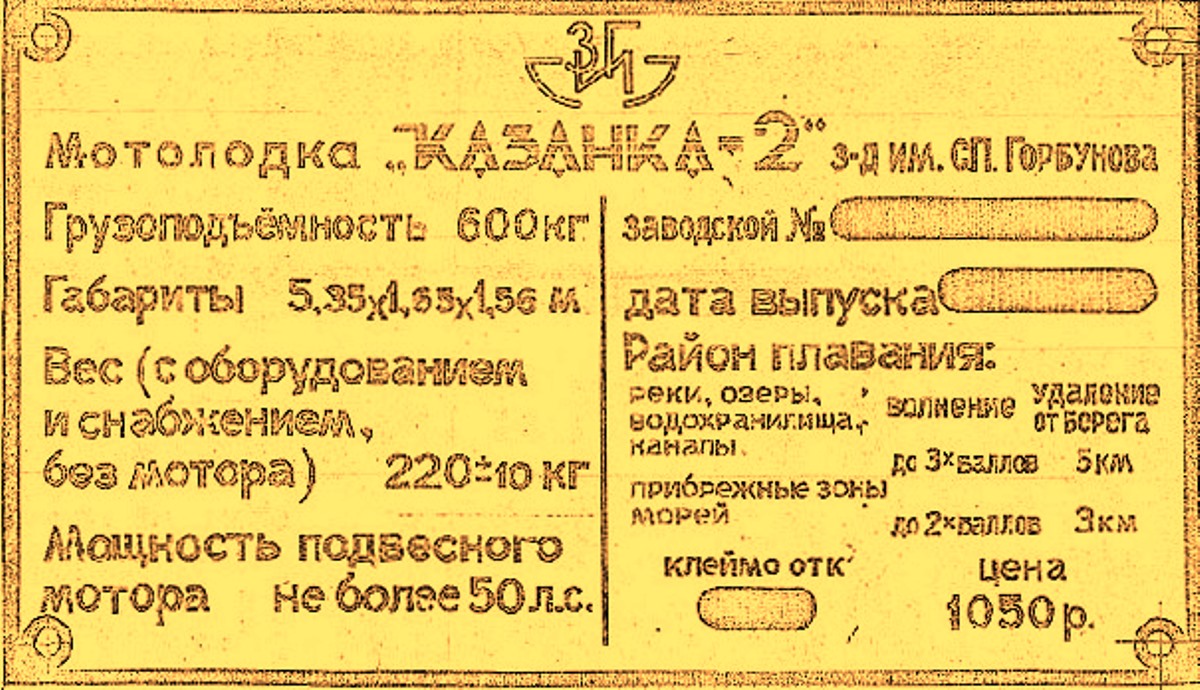 ЗГ
Мотолодка „КАЗАНКА-2“ з-д им. С.П. Горбунова
Грузоподъёмность 600 кг
Габариты 5,35х1,65х1,56 м
Вес (с оборудованием
и снабжением,
без мотора) 220±10 кг
Мощность подвесного
мотора не более 50 л.с.
заводской №
дата выпуска
Район плавания:
реки, озеры,
водохранилища,
каналы.
волнение удаление
от берега
до 3х баллов 5 км
прибрежные зоны
морей
до 2х баллов 3 км
клеймо отк
цена
1050 р.